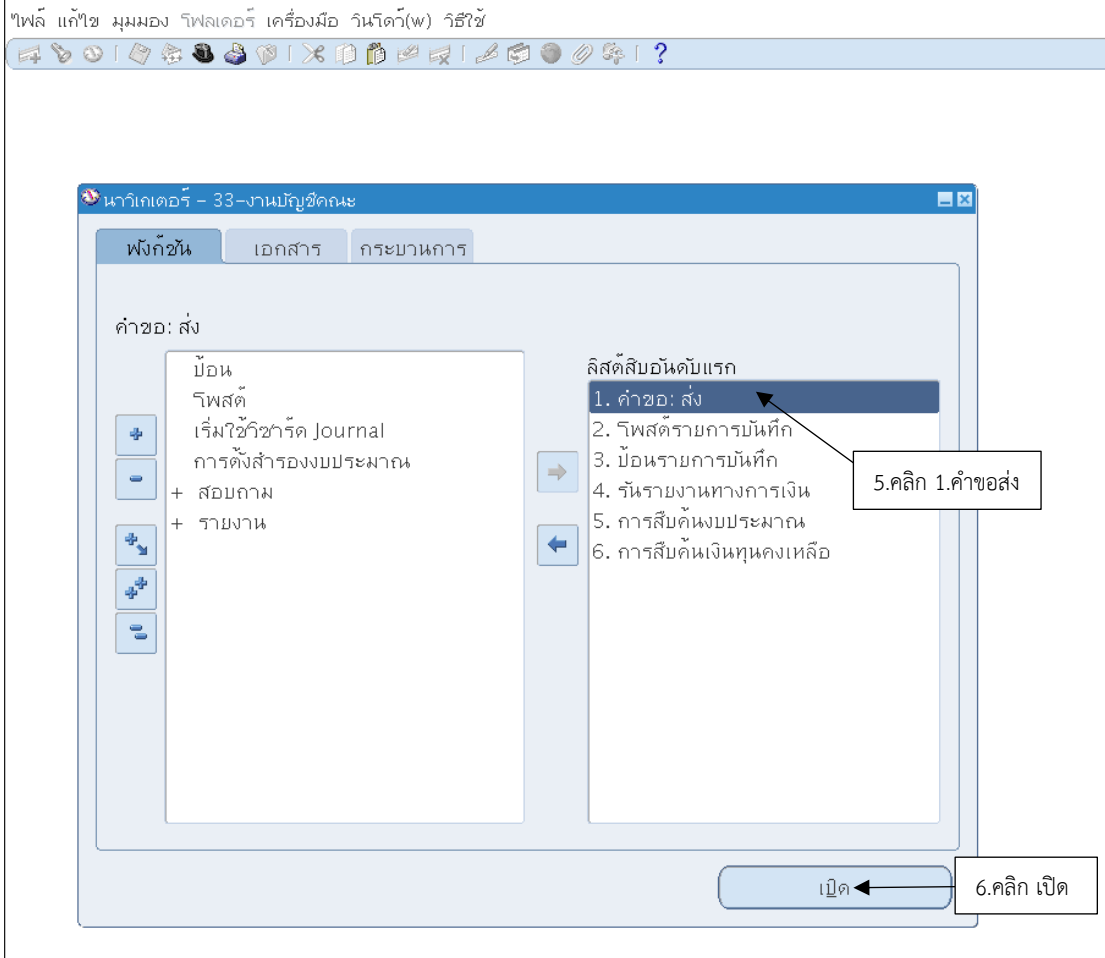 ไฟล์ แก้ไข มุมมอง โฟลเดอร์ เครื่องมือ วินโดว์(W) วิธีใช้
?
นาวิเกเตอร์ - 33-งานบัญชีคณะ
ฟังก์ชัน เอกสาร กระบวนการ
คำขอ: ส่ง
ป้อน
โพสต์
เริ่มใช้วิซาร์ด Journal
การตั้งสำรองงบประมาณ
+ สอบถาม
+ รายงาน
ลิสต์สิบอันดับแรก
1. คำขอ: ส่ง
2. โพสต์รายการบันทึก
3. ป้อนรายการบันทึก
4. รันรายงานทางการเงิน
5. การสืบค้นงบประมาณ
6. การสืบค้นเงินทุนคงเหลือ
5.คลิก 1.คำขอส่ง
เปิด
6.คลิก เปิด